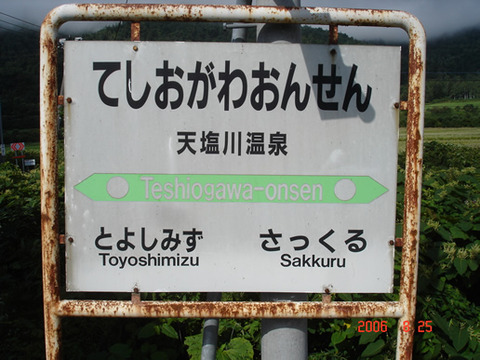 てしおがわおんせん
天塩川温泉
Teshiogawa-onsen
とよしみず さっくる
Toyoshimizu Sakkuru
2006 8 25